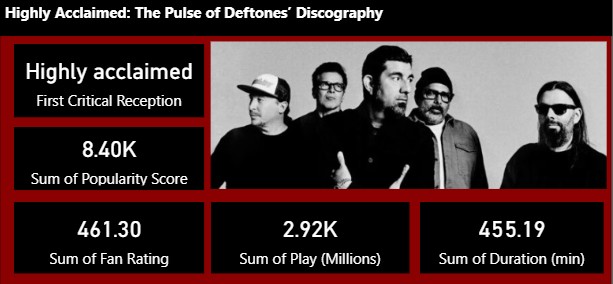 Highly Acclaimed: The Pulse of Deftones’ Discography
Highly acclaimed
First Critical Reception
8.40K
Sum of Popularity Score
461.30
Sum of Fan Rating
2.92K
Sum of Play (Millions)
455.19
Sum of Duration (min)